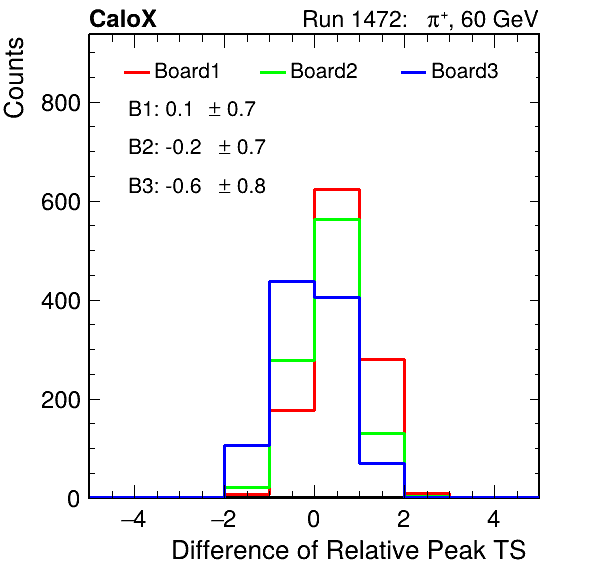 CaloX Run 1472: π⁺, 60 GeV
Counts
Board1 Board2 Board3
B1: 0.1 ± 0.7
B2: -0.2 ± 0.7
B3: -0.6 ± 0.8
800
600
400
200
0
−4 −2 0 2 4
Difference of Relative Peak TS